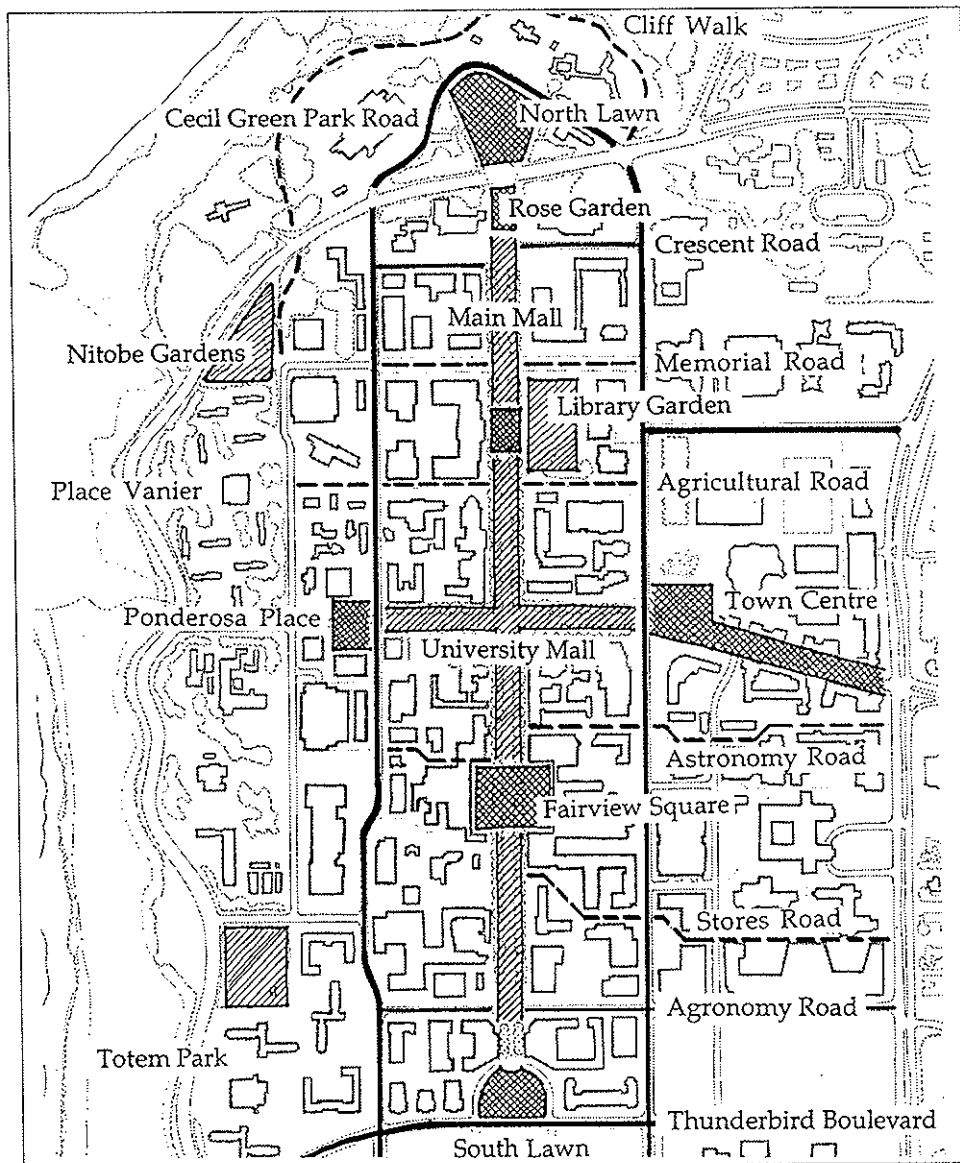 Cliff Walk
Cecil Green Park Road
North Lawn
Rose Garden
Crescent Road
Main Mall
Nitobe Gardens
Memorial Road
Library Garden
Place Vanier
Agricultural Road
Ponderosa Place
Town Centre
University Mall
Astronomy Road
Fairview Square
Stores Road
Agronomy Road
Totem Park
Thunderbird Boulevard
South Lawn